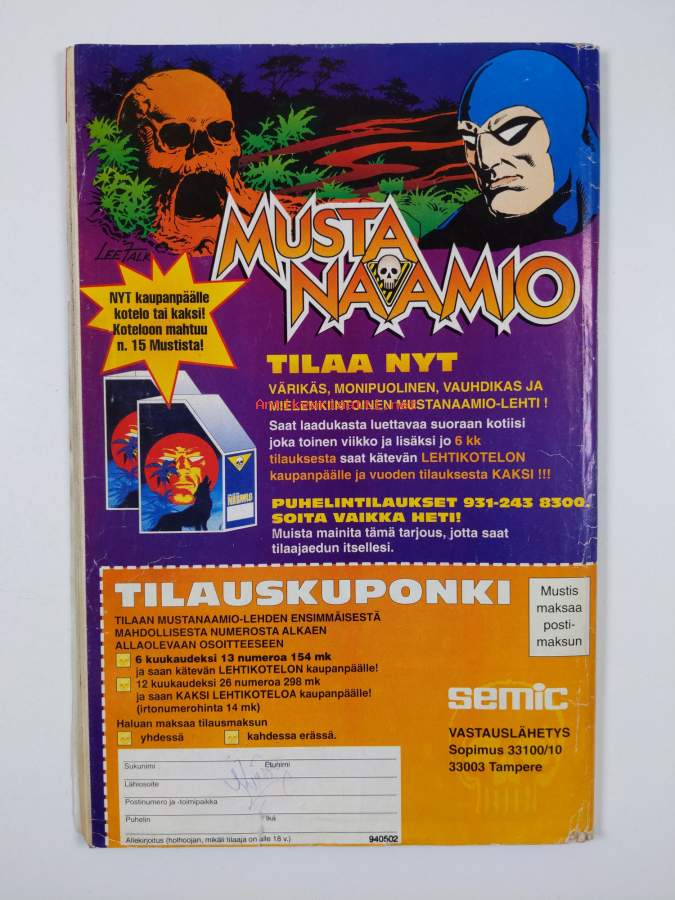 LEE FALK
MUSTA
NAAMIO
NYT kaupanpäälle
kotelo tai kaksi!
Koteloon mahtuu
n. 15 Mustista!
TILAA NYT
VÄRIKÄS, MONIPUOLINEN, VAUHDIKAS JA
MUSTANAAMIO-LEHTI !
Saat laadukasta luettavaa suoraan kotiisi
joka toinen viikko ja lisäksi jo 6 kk
tilauksesta saat kätevän LEHTIKOTELON
kaupanpäälle ja vuoden tilauksesta KAKSI !!!
PUHELINTILAUKSET 931-243 8300.
SOITA VAIKKA HETI!
Muista mainita tämä tarjous, jotta saat
tilaajaedun itsellesi.
TILAUSKUPONKI
TILAAN MUSTANAAMIO-LEHDEN ENSIMMÄISESTÄ
MAHDOLLISESTA NUMEROSTA ALKAEN
ALLAOLEVAAN OSOITTEESEEN
6 kuukaudeksi 13 numeroa 154 mk
ja saan kätevän LEHTIKOTELON kaupanpäälle!
12 kuukaudeksi 26 numeroa 298 mk
ja saan KAKSI LEHTIKOTELOA kaupanpäälle!
(irtonumerohinta 14 mk)
Haluan maksaa tilausmaksun
yhdessä kahdessa erässä.
Sukunimi Etunimi
Lähiosoite
Postinumero ja -toimipaikka
Puhelin Ikä
Allekirjoitus (holhoojan, mikäli tilaaja on alle 18 v.) 940502
Mustis
maksaa
posti-
maksun
semic
VASTAUSLÄHETYS
Sopimus 33100/10
33003 Tampere